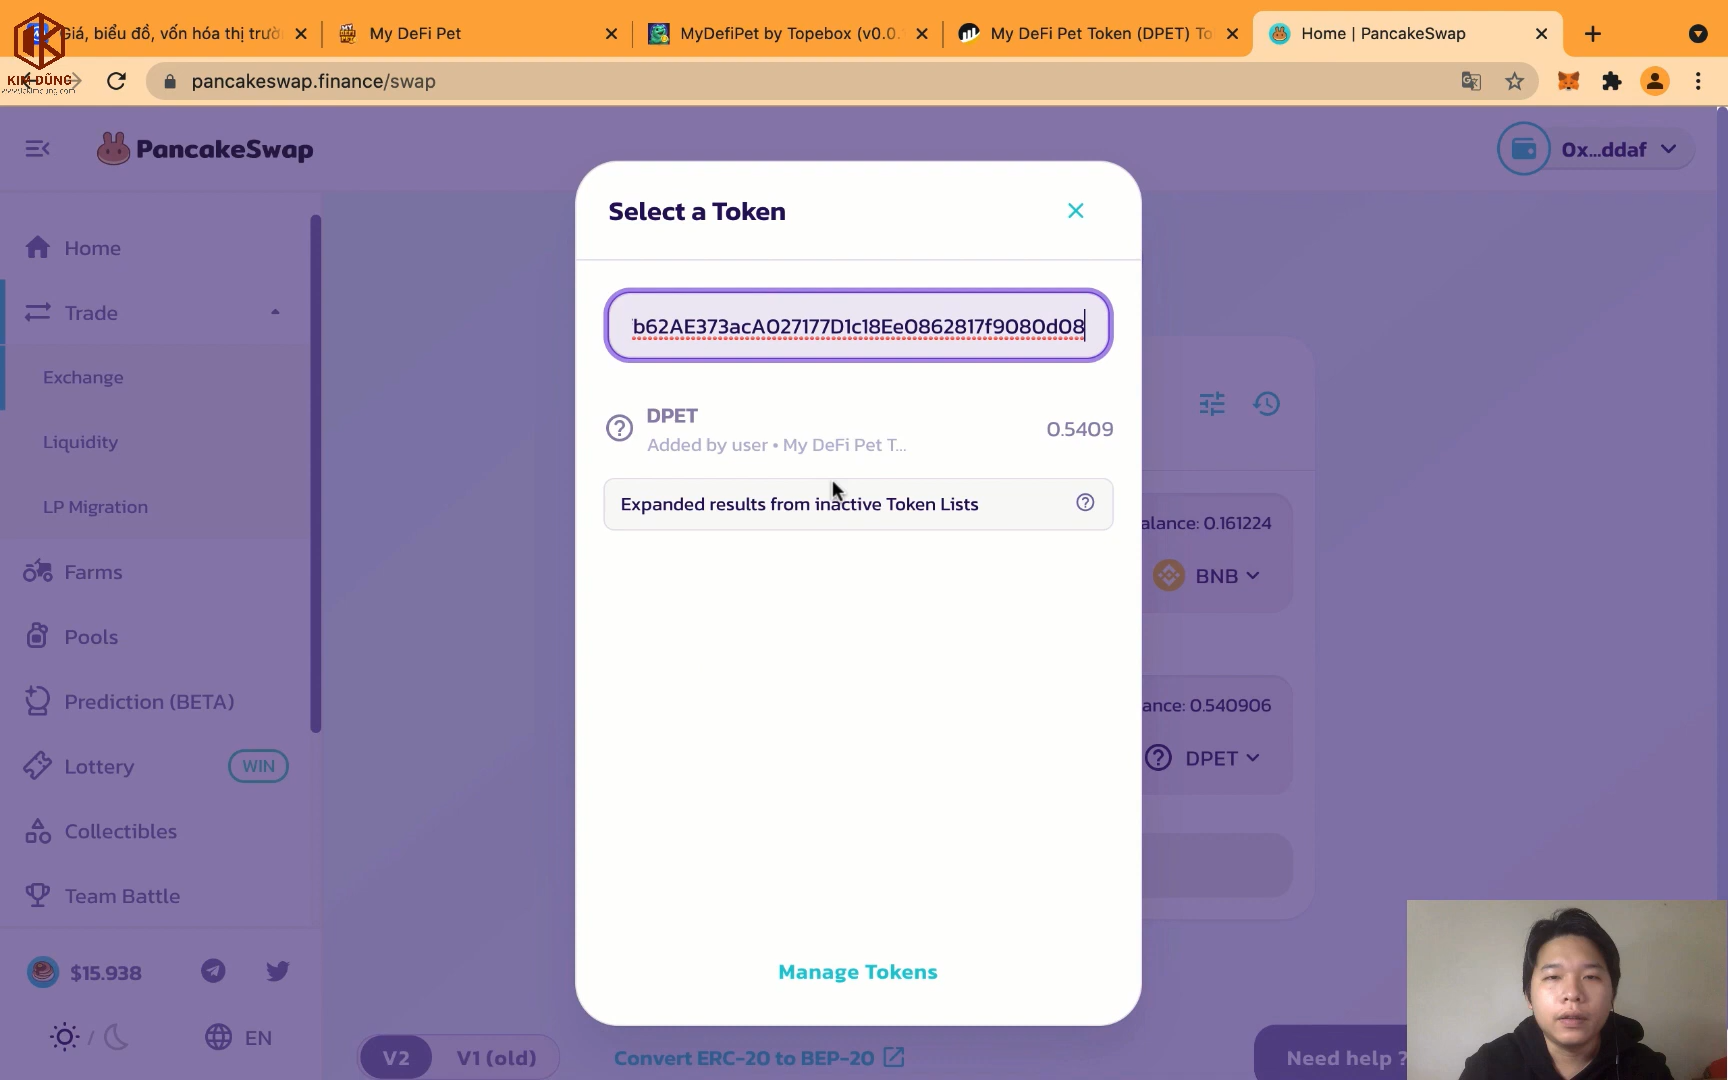 Giá, biểu đồ, vốn hóa thị trườ
My DeFi Pet
MyDefiPet by Topebox (v0.0.
My DeFi Pet Token (DPET) To
Home | PancakeSwap
KIM DŨNG
pancakeswap.finance/swap
PancakeSwap
0x...ddaf
Select a Token
Home
Trade
b62AE373acA027177D1c18Ee0862817f9080d08
Exchange
DPET
Added by user • My DeFi Pet T...
0.5409
Liquidity
LP Migration
Expanded results from inactive Token Lists
alance: 0.161224
BNB
Farms
Pools
Prediction (BETA)
ance: 0.540906
DPET
Lottery
WIN
Collectibles
Team Battle
$15.938
Manage Tokens
EN
V2
V1 (old)
Convert ERC-20 to BEP-20
Need help ?